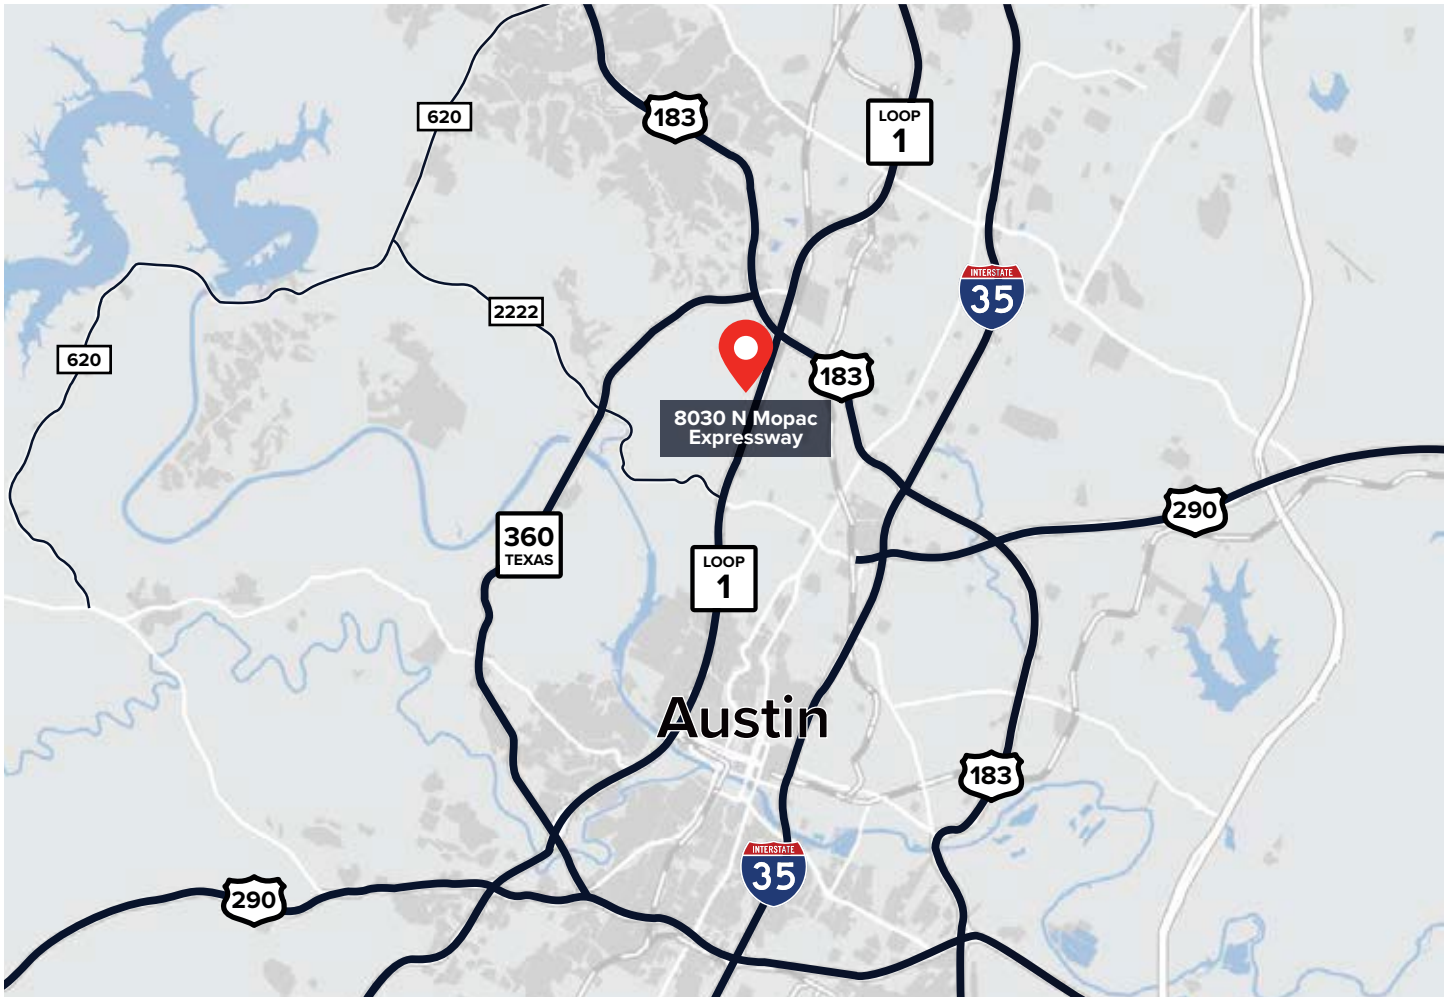 620
183
LOOP
1
INTERSTATE
35
2222
620
183
8030 N Mopac
Expressway
290
360
TEXAS
LOOP
1
Austin
183
INTERSTATE
35
290